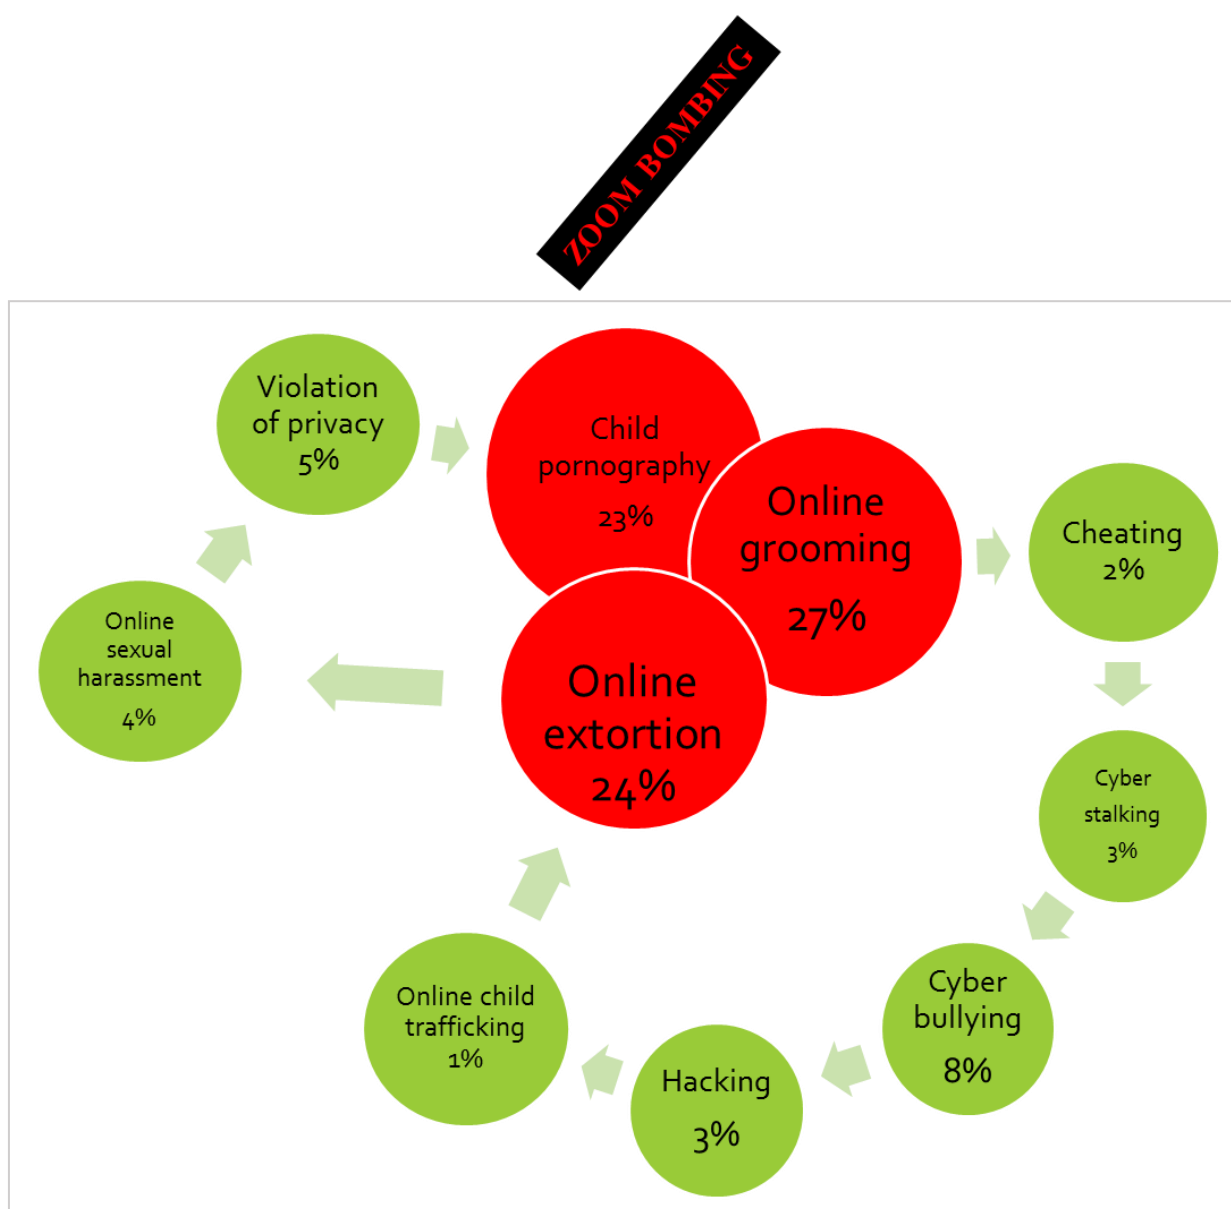 ZOOM BOMBING
Violation
of privacy
5%
Child
pornography
23%
Online
grooming
27%
Cheating
2%
Online
sexual
harassment
4%
Online
extortion
24%
Cyber
stalking
3%
Online child
trafficking
1%
Cyber
bullying
8%
Hacking
3%